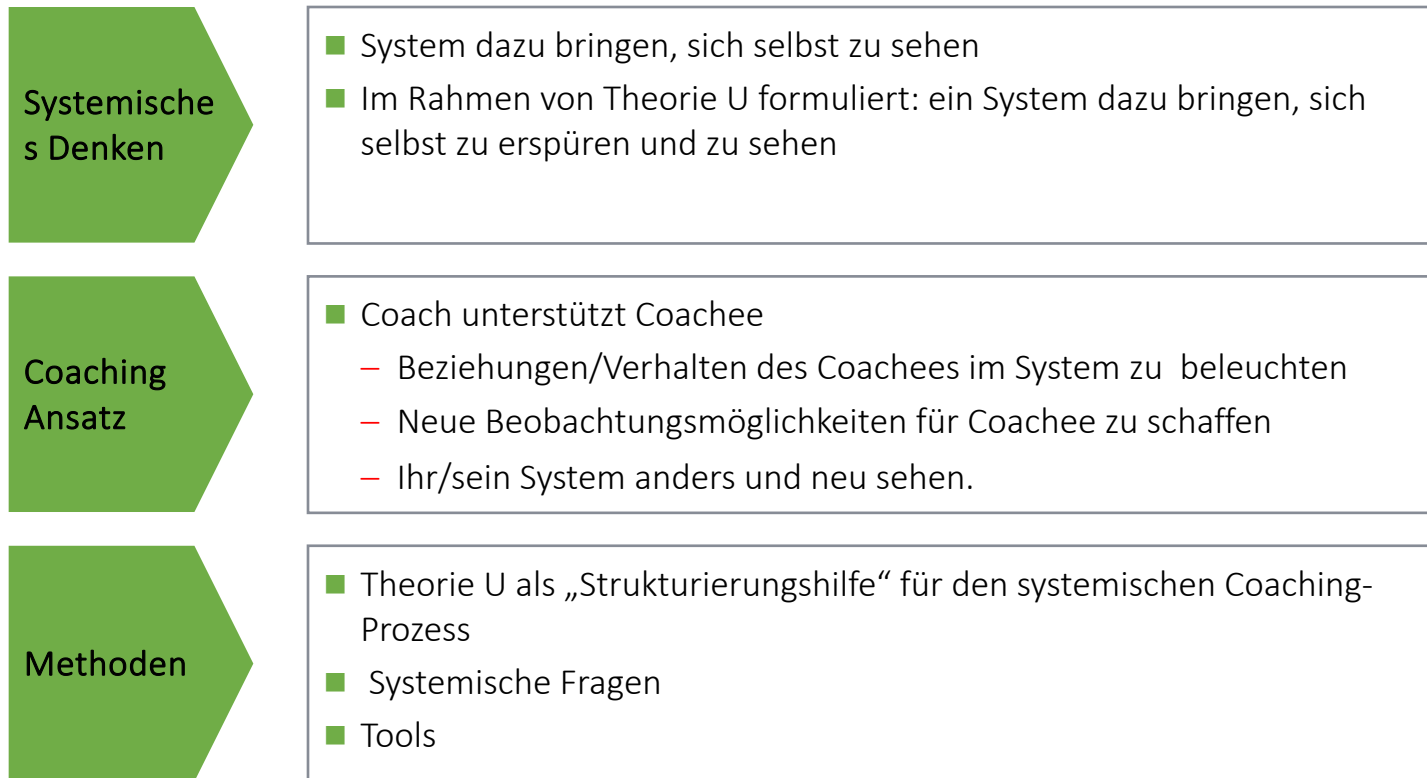 Systemische
s Denken
■ System dazu bringen, sich selbst zu sehen
■ Im Rahmen von Theorie U formuliert: ein System dazu bringen, sich
selbst zu erspüren und zu sehen
Coaching
Ansatz
■ Coach unterstützt Coachee
– Beziehungen/Verhalten des Coachees im System zu  beleuchten
– Neue Beobachtungsmöglichkeiten für Coachee zu schaffen
– Ihr/sein System anders und neu sehen.
Methoden
■ Theorie U als „Strukturierungshilfe“ für den systemischen Coaching-
Prozess
■ Systemische Fragen
■ Tools